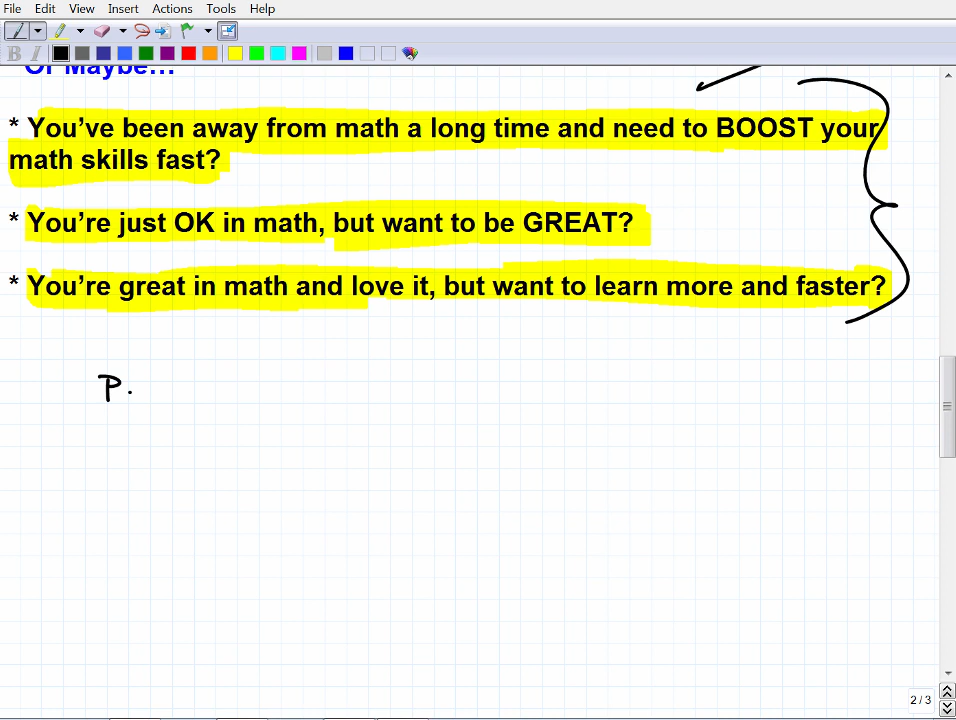 File Edit View Insert Actions Tools Help
B I
Or Maybe...
* You've been away from math a long time and need to BOOST your
math skills fast?
* You're just OK in math, but want to be GREAT?
* You're great in math and love it, but want to learn more and faster?
P.
2 / 3